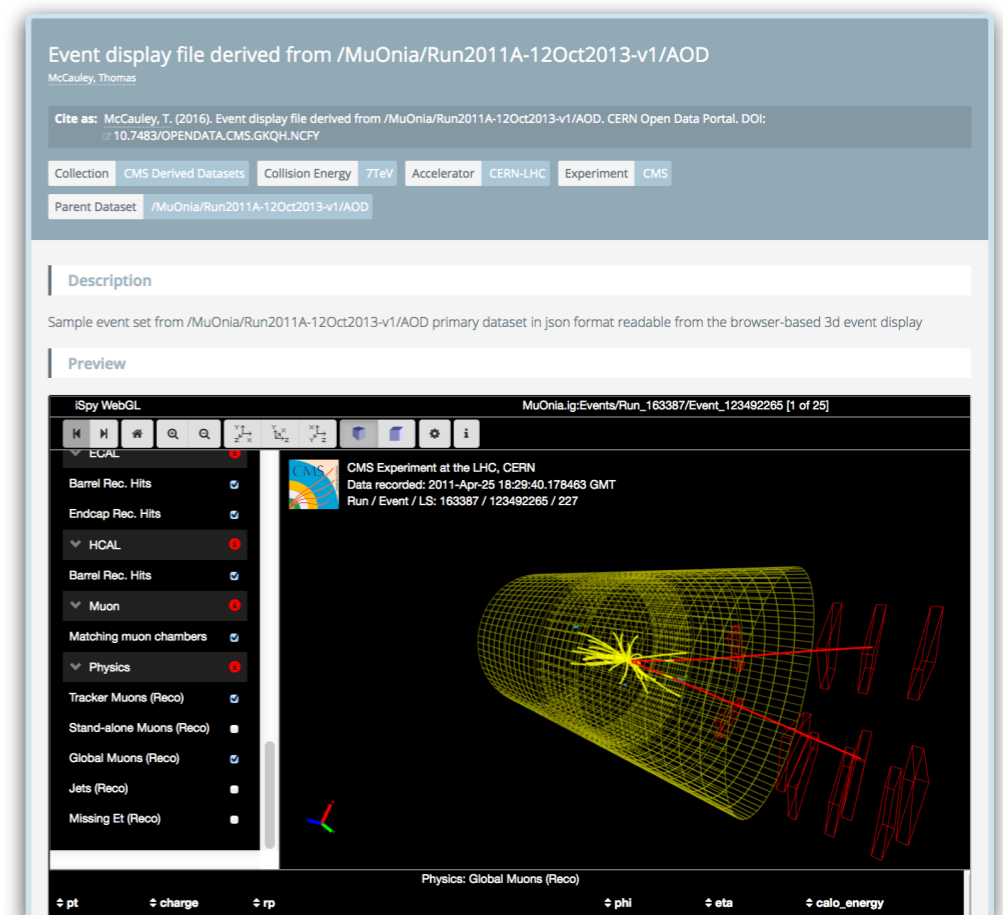 Event display file derived from /MuOnia/Run2011A-12Oct2013-v1/AOD
McCauley, Thomas
Cite as: McCauley, T. (2016). Event display file derived from /MuOnia/Run2011A-12Oct2013-v1/AOD. CERN Open Data Portal. DOI:
10.7483/OPENDATA.CMS.GKQH.NCFY
Collection CMS Derived Datasets Collision Energy 7TeV Accelerator CERN-LHC Experiment CMS
Parent Dataset /MuOnia/Run2011A-12Oct2013-v1/AOD
Description
Sample event set from /MuOnia/Run2011A-12Oct2013-v1/AOD primary dataset in json format readable from the browser-based 3d event display
Preview
iSpy WebGL MuOnia.ig:Events/Run_163387/Event_123492265 [1 of 25]
ECAL
Barrel Rec. Hits
Endcap Rec. Hits
HCAL
Barrel Rec. Hits
Muon
Matching muon chambers
Physics
Tracker Muons (Reco)
Stand-alone Muons (Reco)
Global Muons (Reco)
Jets (Reco)
Missing Et (Reco)
CMS
CMS Experiment at the LHC, CERN
Data recorded: 2011-Apr-25 18:29:40.178463 GMT
Run / Event / LS: 163387 / 123492265 / 227
Physics: Global Muons (Reco)
pt charge rp phi eta calo_energy